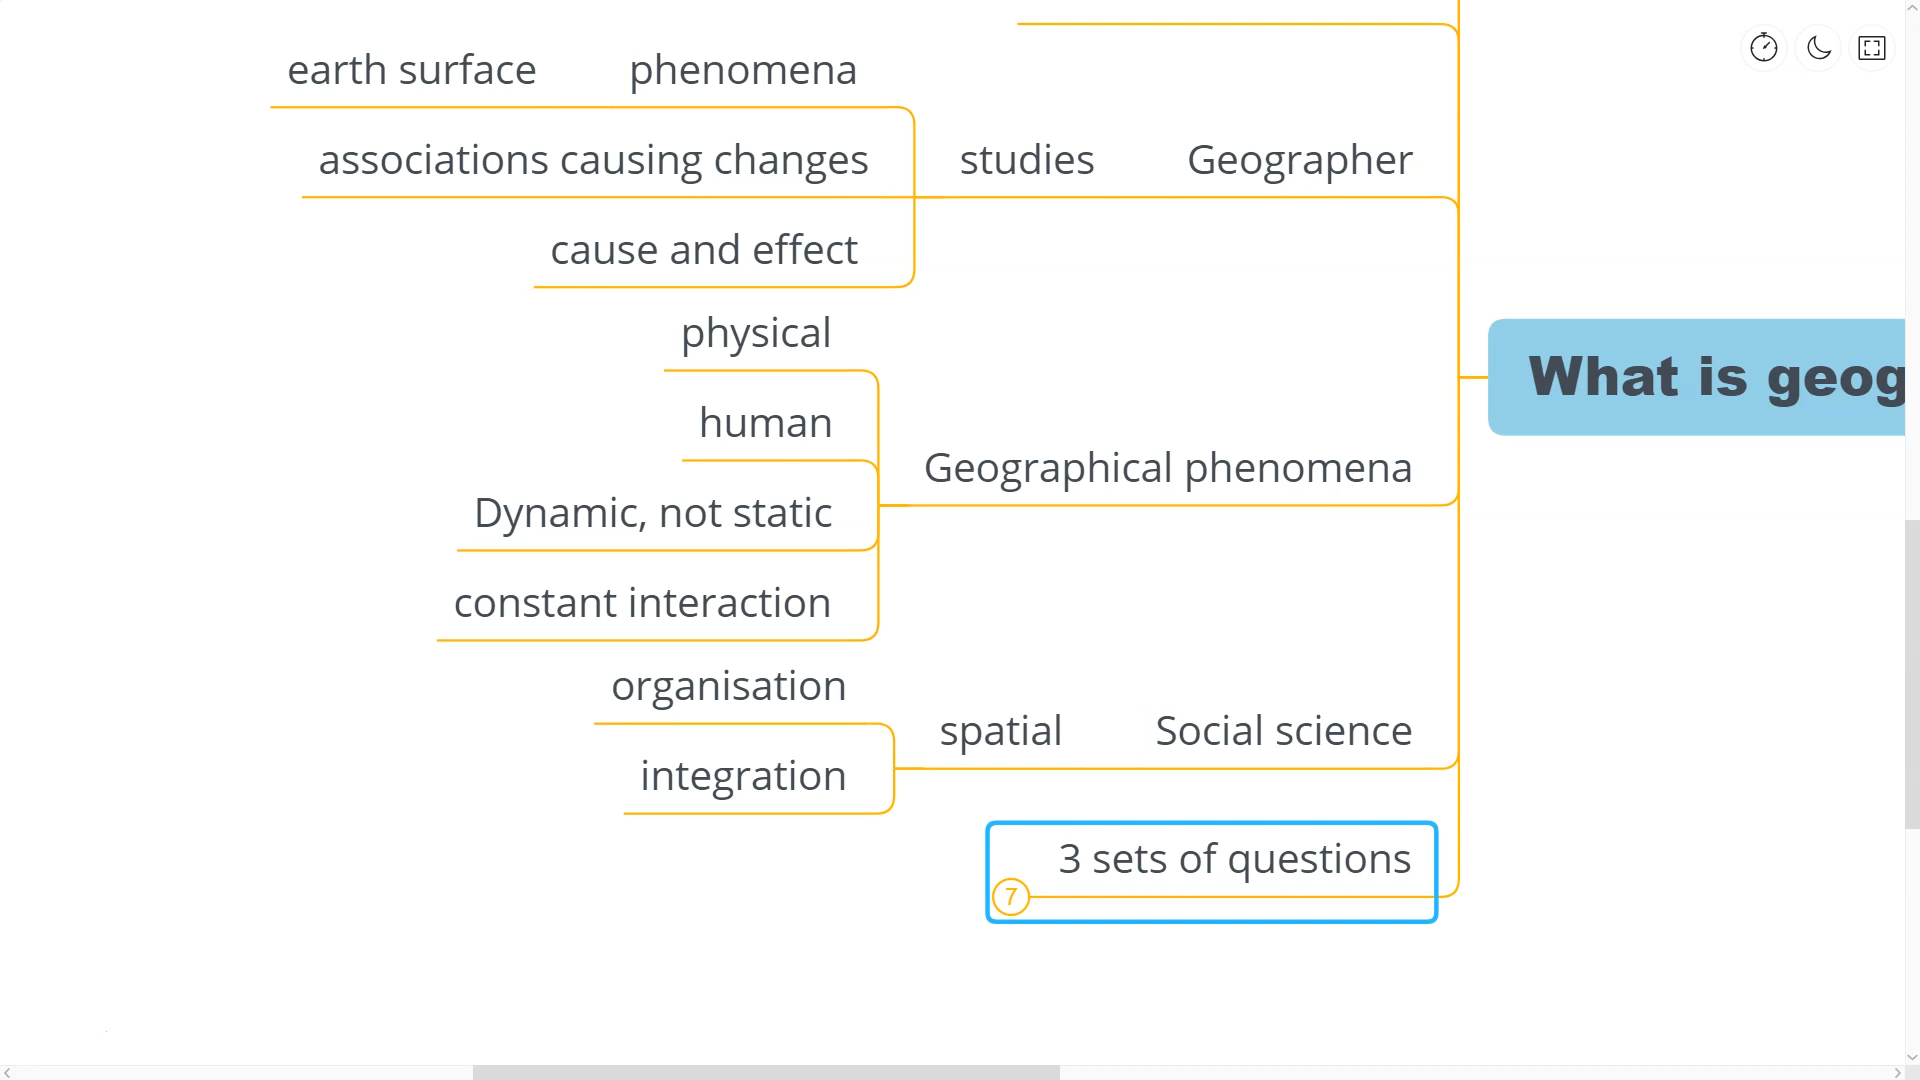 earth surface phenomena
associations causing changes studies Geographer
cause and effect
physical
human
What is geog
Geographical phenomena
Dynamic, not static
constant interaction
organisation
spatial Social science
integration
3 sets of questions
7